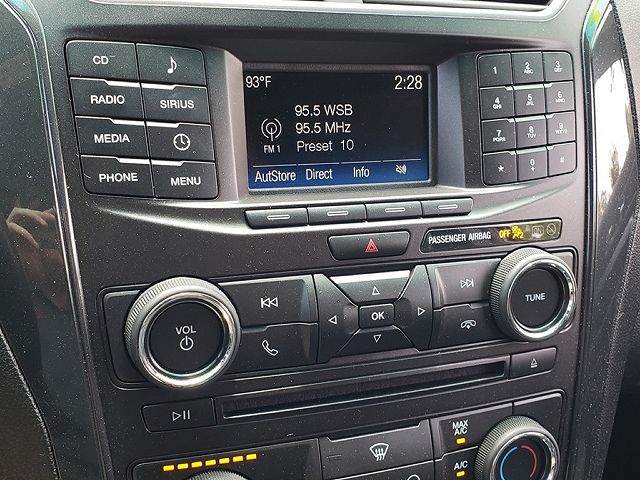 CD
RADIO
SIRIUS
MEDIA
PHONE
MENU
93°F
2:28
95.5 WSB
95.5 MHz
FM 1
Preset 10
AutStore Direct Info
1 2 ABC 3 DEF
4 GHI 5 JKL 6 MNO
7 PQRS 8 TUV 9 WXYZ
* 0 + #
PASSENGER AIRBAG OFF
VOL
OK
TUNE
MAX A/C
A/C